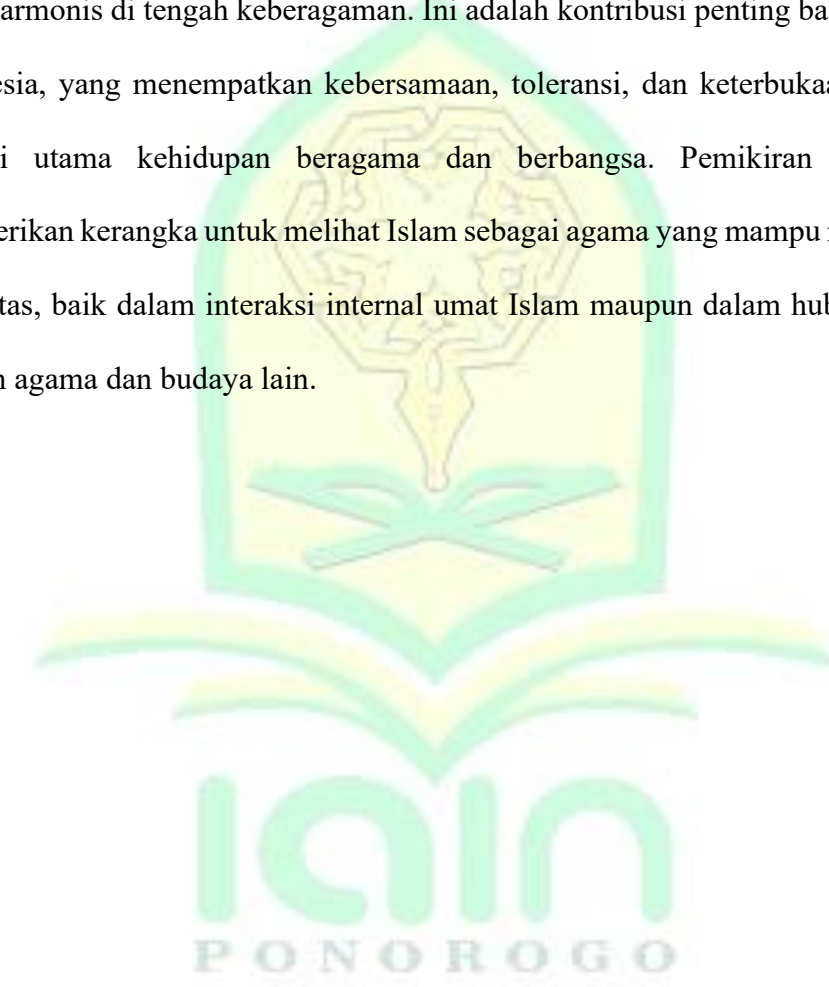 armonis di tengah keberagaman. Ini adalah kontribusi penting ba
esia, yang menempatkan kebersamaan, toleransi, dan keterbukaa
i utama kehidupan beragama dan berbangsa. Pemikiran
erikan kerangka untuk melihat Islam sebagai agama yang mampu
tas, baik dalam interaksi internal umat Islam maupun dalam hub
n agama dan budaya lain.
iain
PONOROGO